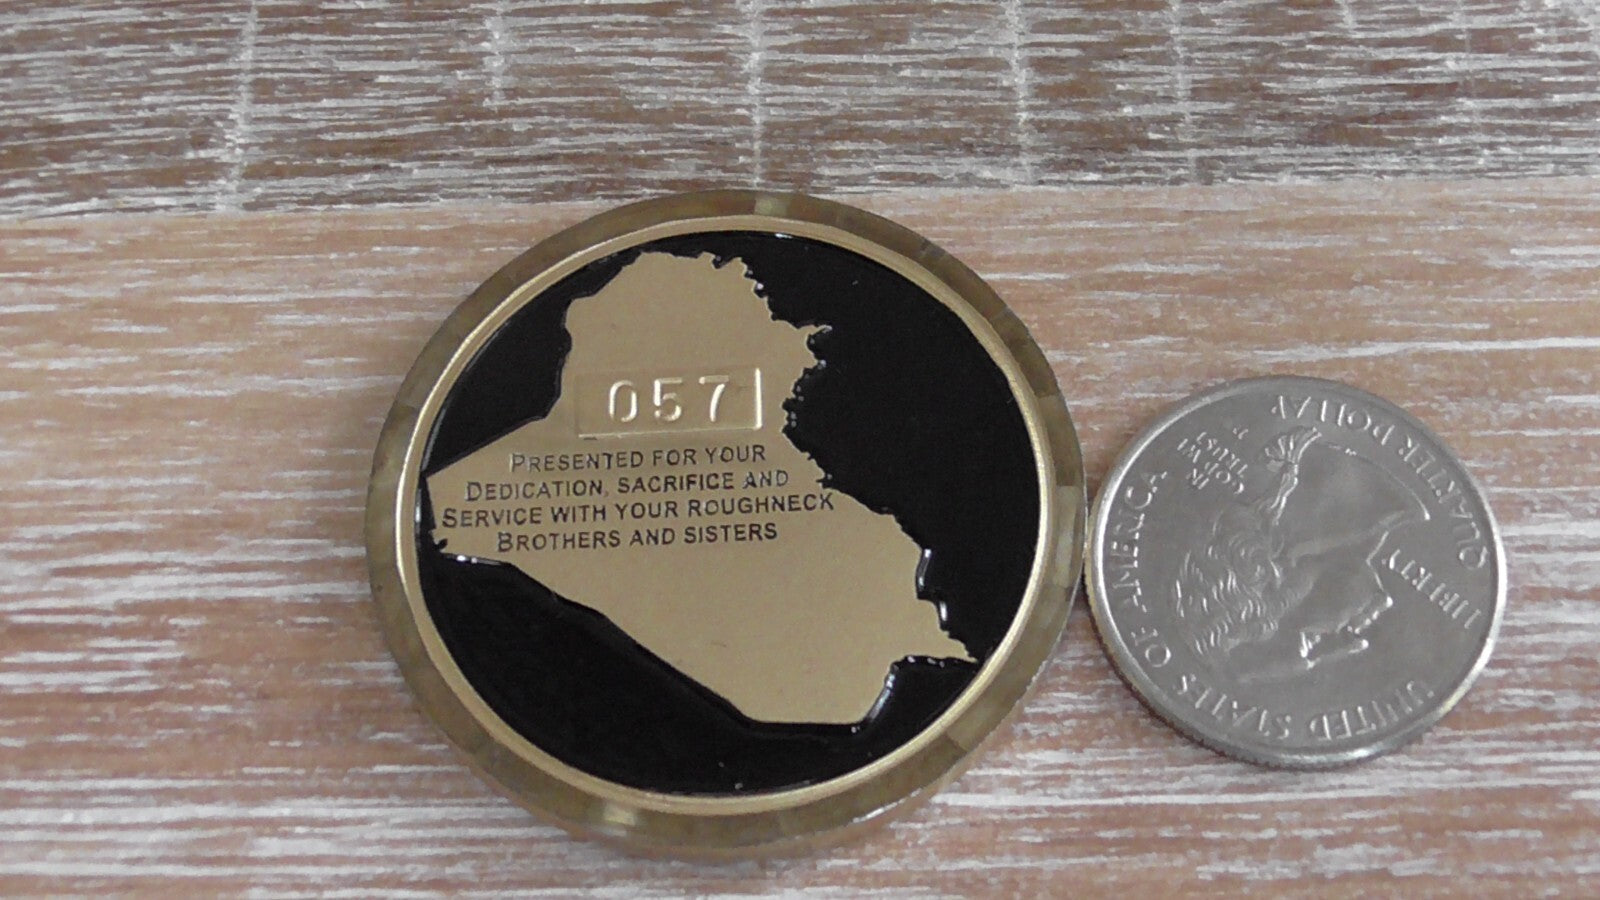 057
PRESENTED FOR YOUR
DEDICATION, SACRIFICE AND
SERVICE WITH YOUR ROUGHNECK
BROTHERS AND SISTERS
UNITED STATES OF AMERICA
LIBERTY
IN
GOD WE
TRUST
P
QUARTER DOLLAR